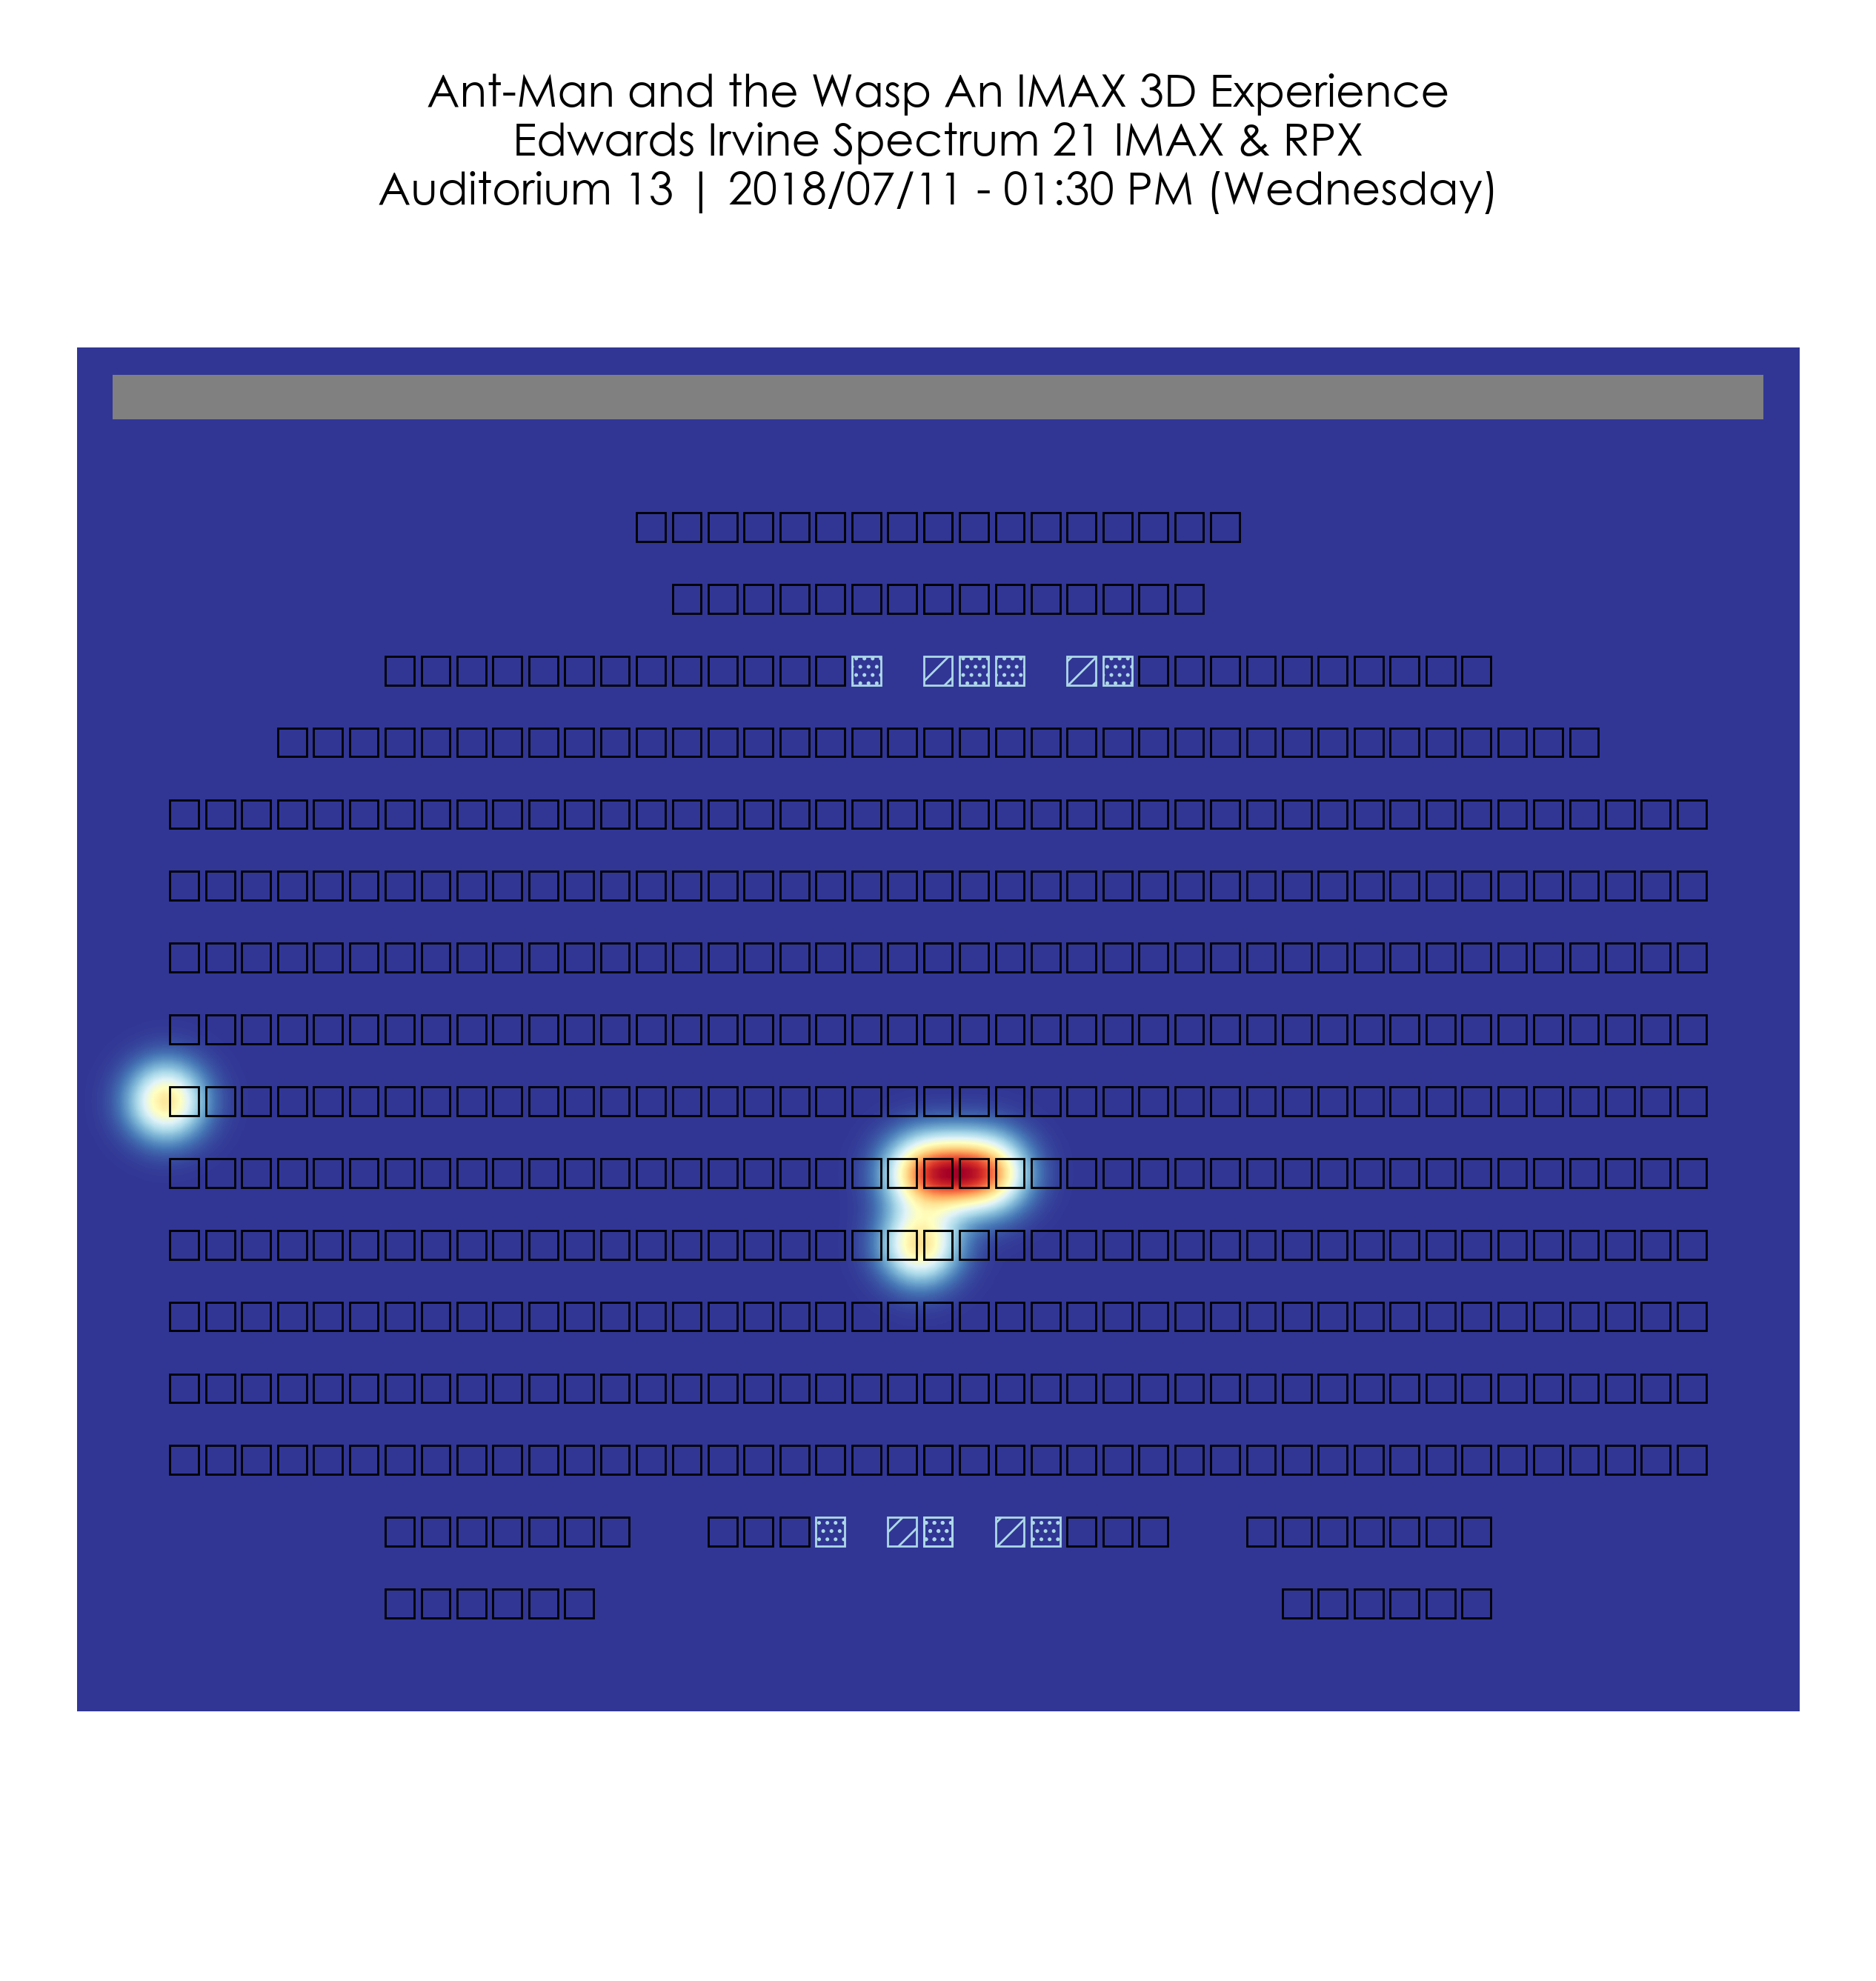 Ant-Man and the Wasp An IMAX 3D Experience
Edwards Irvine Spectrum 21 IMAX & RPX
Auditorium 13 | 2018/07/11 - 01:30 PM (Wednesday)